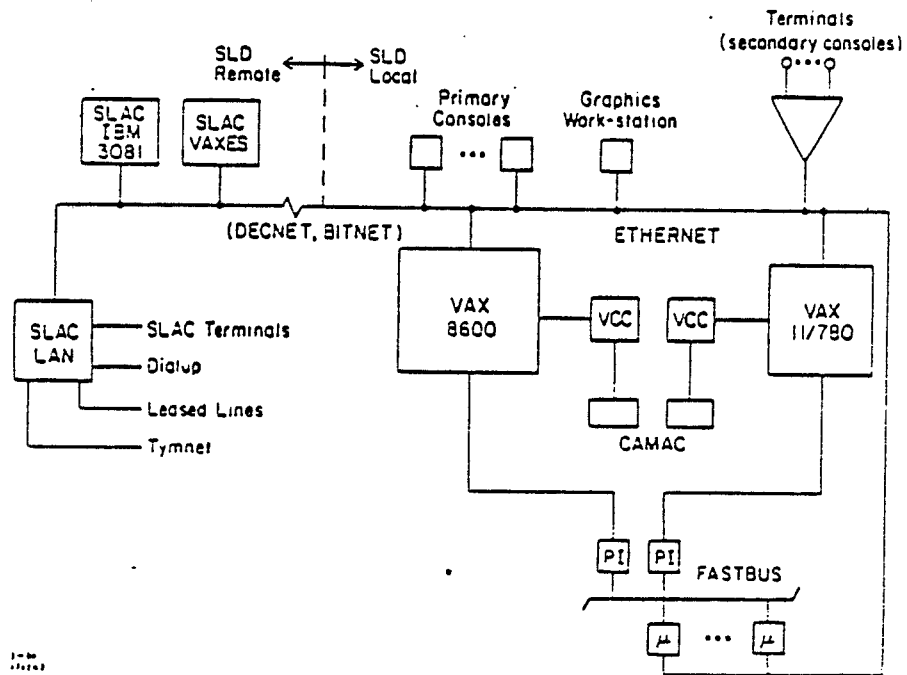 Terminals
(secondary consoles)
SLD
Remote
SLD
Local
SLAC
IBM
3081
SLAC
VAXES
Primary
Consoles
Graphics
Work-station
(DECNET, BITNET)
ETHERNET
VAX
8600
VCC
VCC
VAX
11/780
SLAC
LAN
SLAC Terminals
Dialup
Leased Lines
Tymnet
CAMAC
PI
PI
FASTBUS
μ
μ